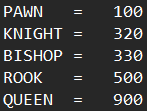 PAWN   = 100
KNIGHT = 320
BISHOP = 330
ROOK   = 500
QUEEN  = 900